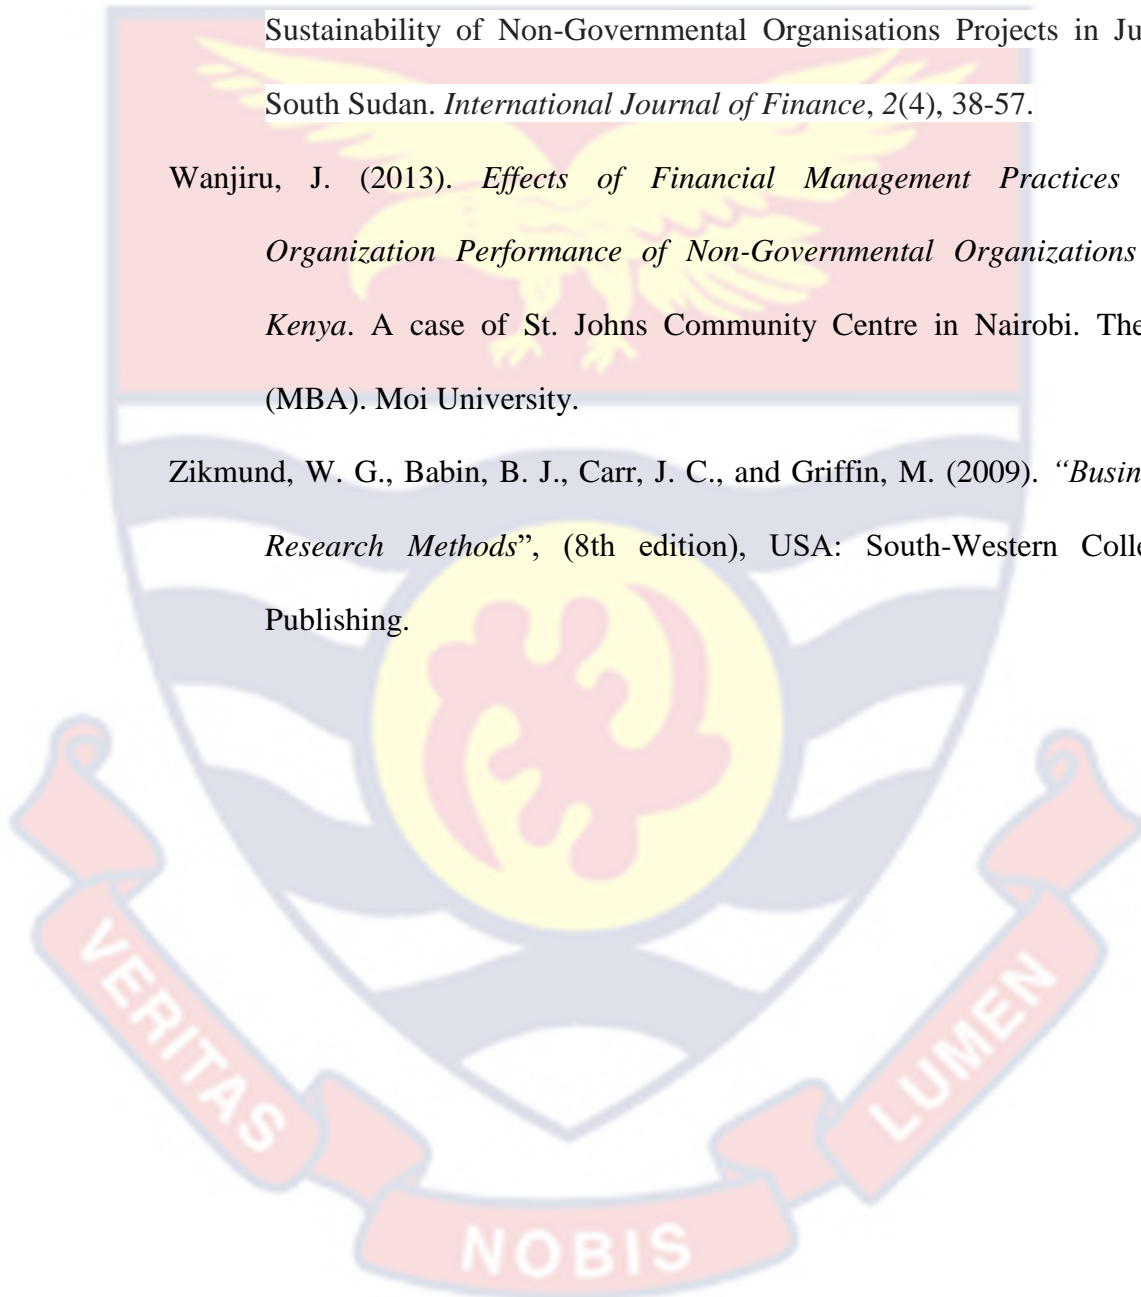 Sustainability of Non-Governmental Organisations Projects in Ju
South Sudan. International Journal of Finance, 2(4), 38-57.
Wanjiru, J. (2013). Effects of Financial Management Practices
Organization Performance of Non-Governmental Organizations
Kenya. A case of St. Johns Community Centre in Nairobi. The
(MBA). Moi University.
Zikmund, W. G., Babin, B. J., Carr, J. C., and Griffin, M. (2009). “Busin
Research Methods”, (8th edition), USA: South-Western Colle
Publishing.
VERITAS
NOBIS
LUMEN